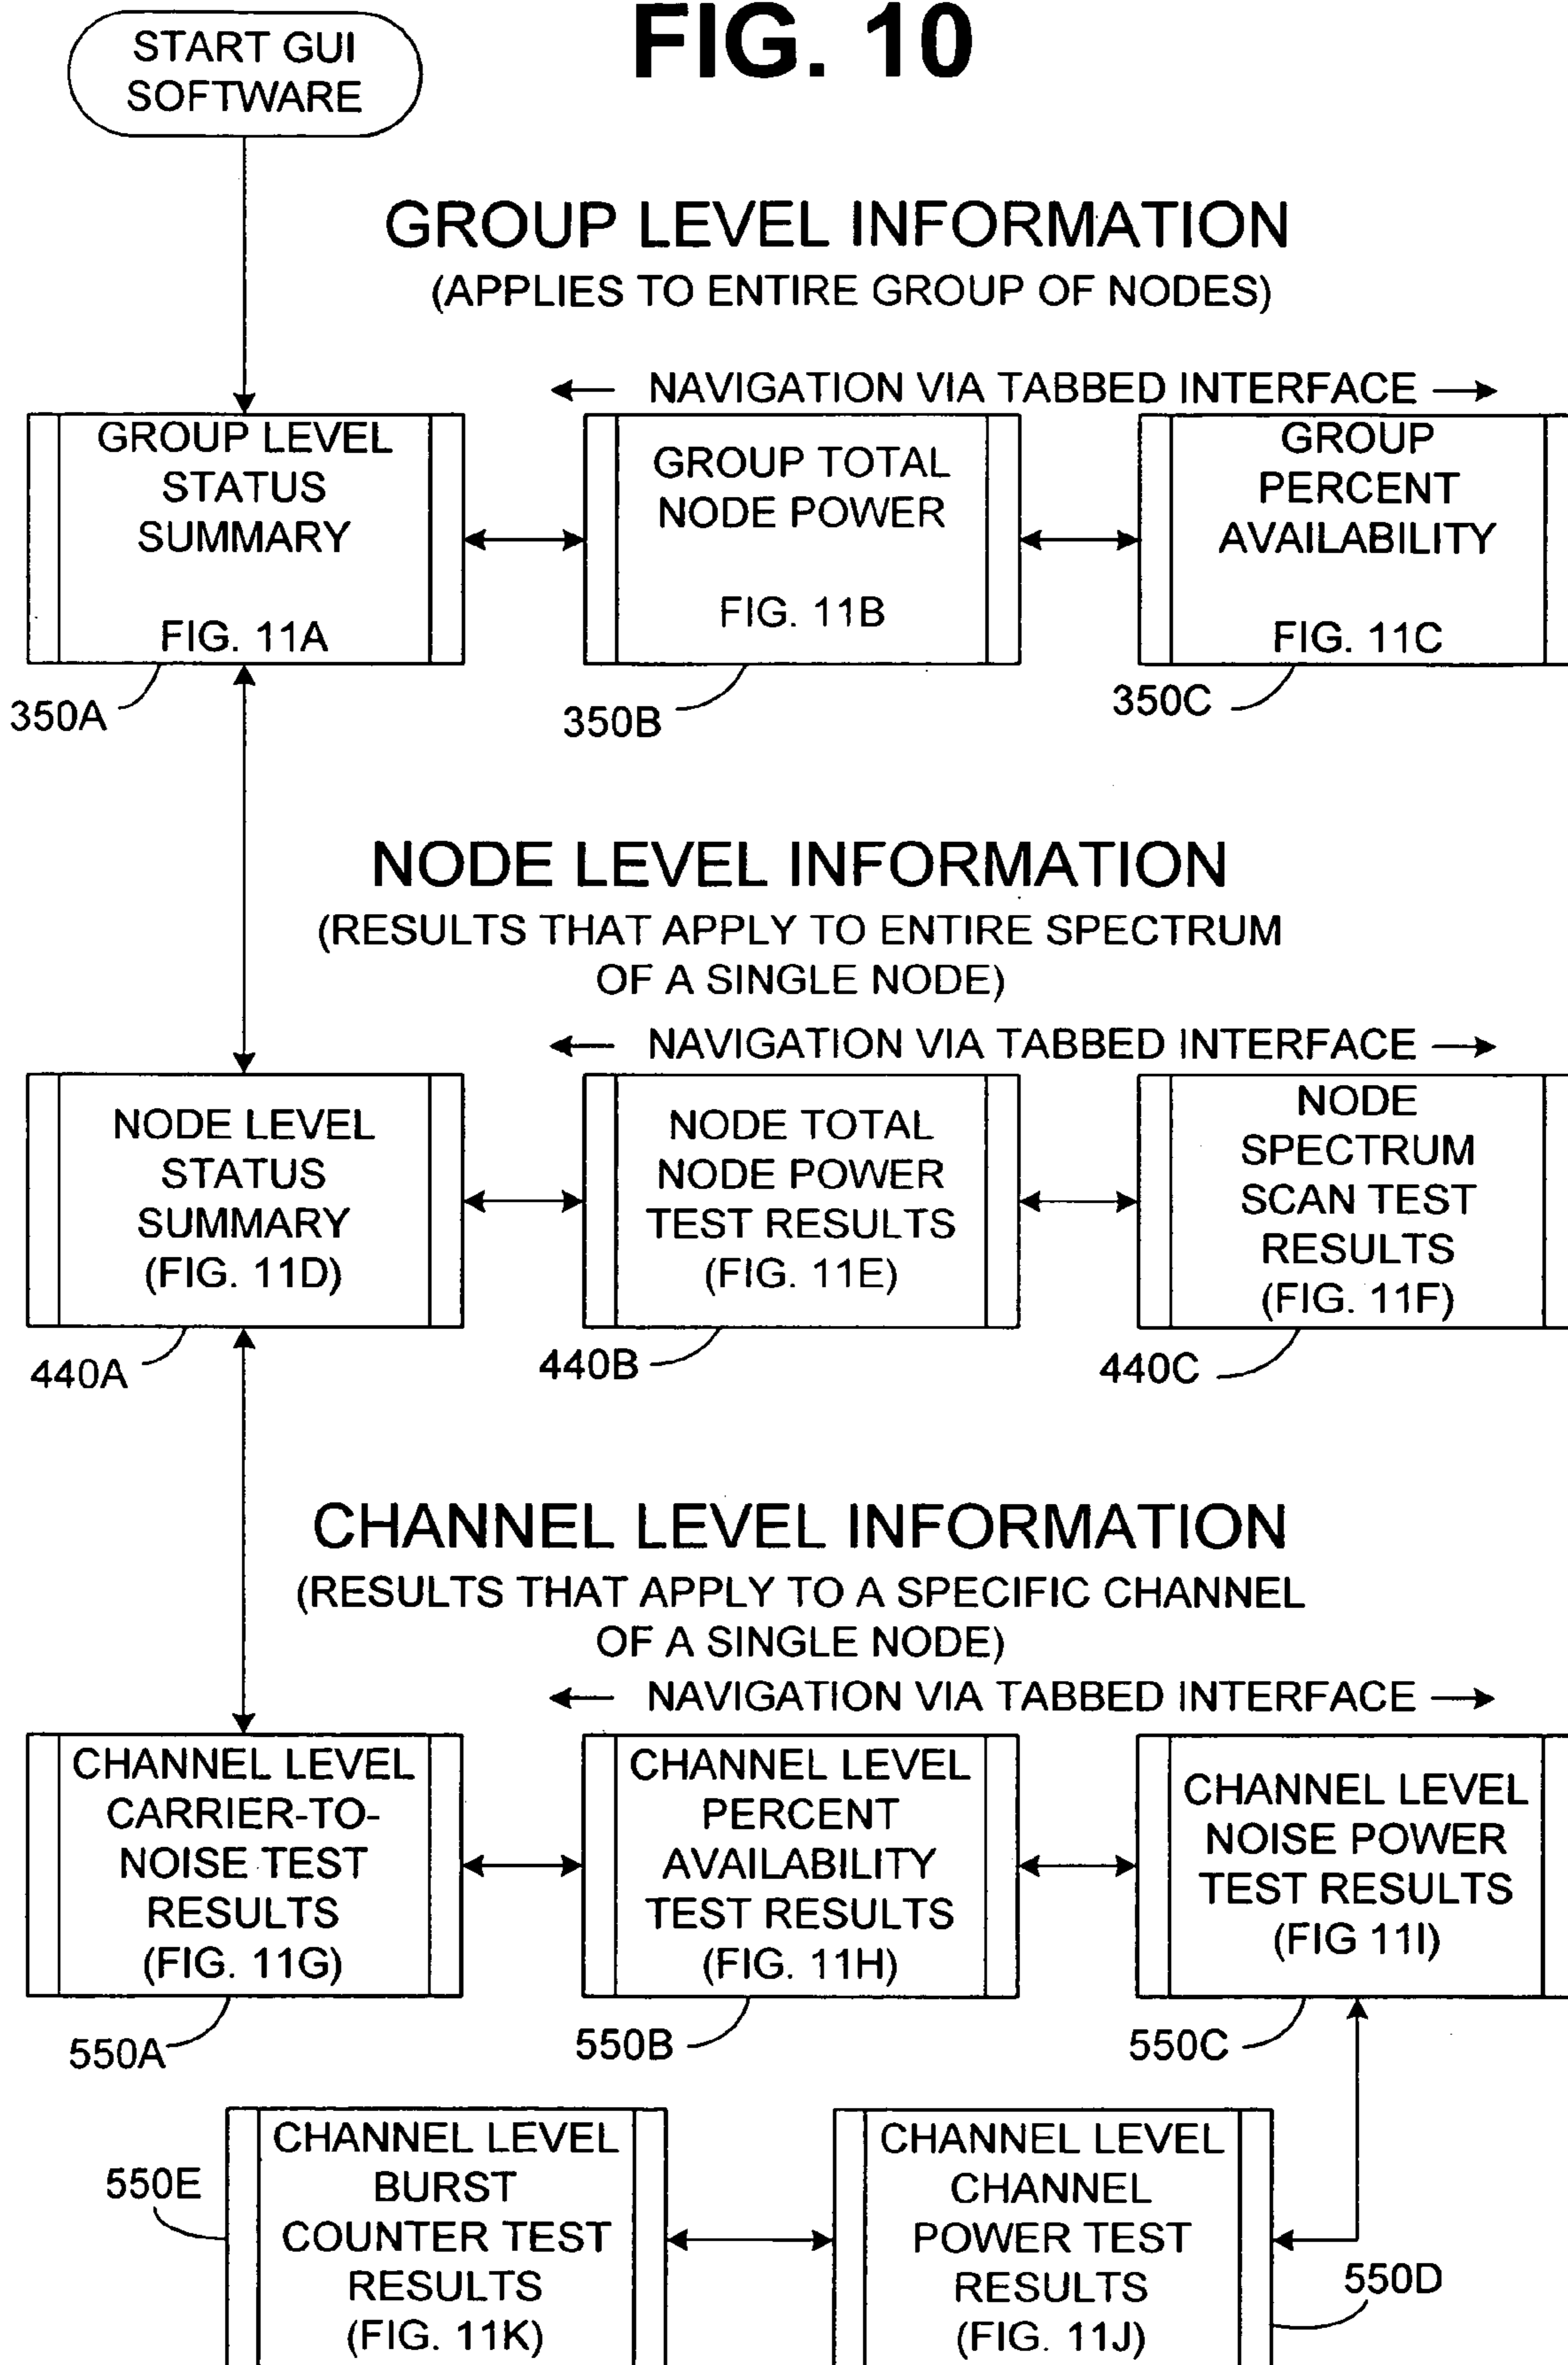 FIG. 10
START GUI
SOFTWARE
GROUP LEVEL INFORMATION
(APPLIES TO ENTIRE GROUP OF NODES)
NAVIGATION VIA TABBED INTERFACE
GROUP LEVEL
STATUS
SUMMARY
FIG. 11A
GROUP TOTAL
NODE POWER
FIG. 11B
GROUP
PERCENT
AVAILABILITY
FIG. 11C
350A
350B
350C
NODE LEVEL INFORMATION
(RESULTS THAT APPLY TO ENTIRE SPECTRUM
OF A SINGLE NODE)
NAVIGATION VIA TABBED INTERFACE
NODE LEVEL
STATUS
SUMMARY
(FIG. 11D)
NODE TOTAL
NODE POWER
TEST RESULTS
(FIG. 11E)
NODE
SPECTRUM
SCAN TEST
RESULTS
(FIG. 11F)
440A
440B
440C
CHANNEL LEVEL INFORMATION
(RESULTS THAT APPLY TO A SPECIFIC CHANNEL
OF A SINGLE NODE)
NAVIGATION VIA TABBED INTERFACE
CHANNEL LEVEL
CARRIER-TO-
NOISE TEST
RESULTS
(FIG. 11G)
CHANNEL LEVEL
PERCENT
AVAILABILITY
TEST RESULTS
(FIG. 11H)
CHANNEL LEVEL
NOISE POWER
TEST RESULTS
(FIG 11I)
550A
550B
550C
550E
CHANNEL LEVEL
BURST
COUNTER TEST
RESULTS
(FIG. 11K)
CHANNEL LEVEL
CHANNEL
POWER TEST
RESULTS
(FIG. 11J)
550D